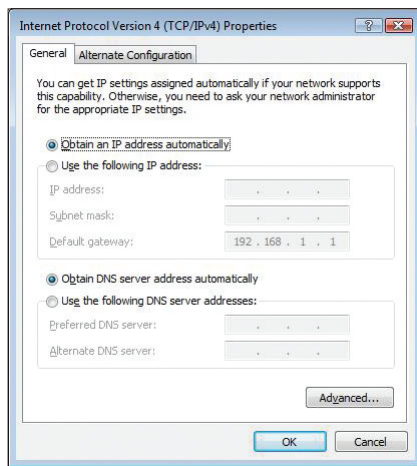 Internet Protocol Version 4 (TCP/IPv4) Properties
General
Alternate Configuration
You can get IP settings assigned automatically if your network supports
this capability. Otherwise, you need to ask your network administrator
for the appropriate IP settings.
Obtain an IP address automatically
Use the following IP address:
IP address:
. . .
Subnet mask:
. . .
Default gateway:
192 . 168 . 1 . 1
Obtain DNS server address automatically
Use the following DNS server addresses:
Preferred DNS server:
. . .
Alternate DNS server:
. . .
Advanced...
OK
Cancel